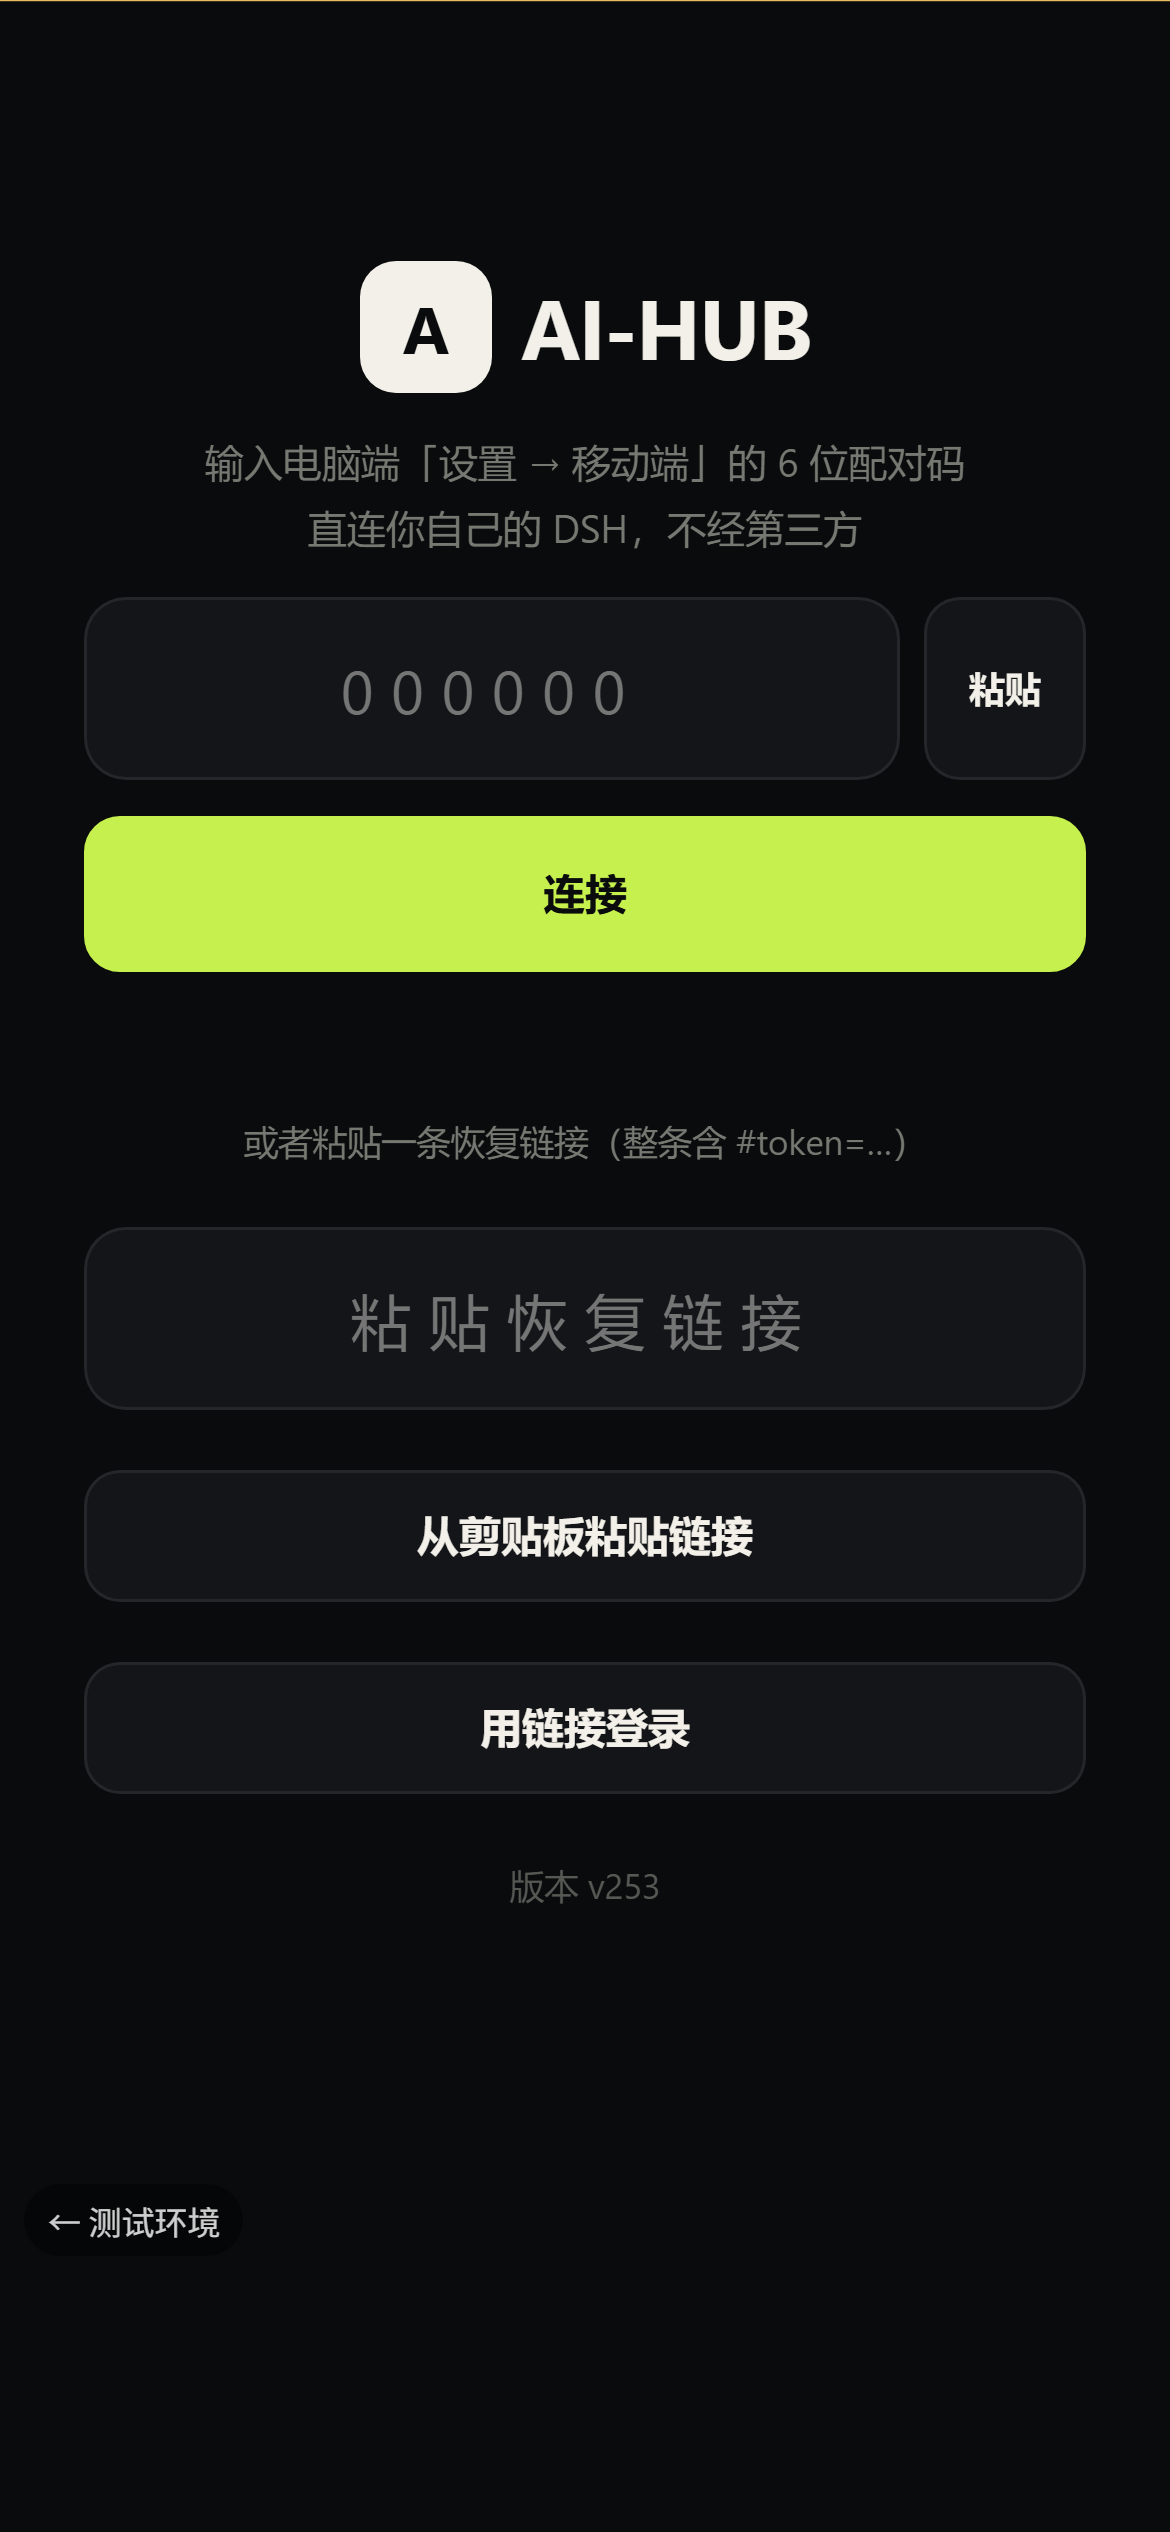 A AI-HUB
输入电脑端「设置 → 移动端」的 6 位配对码
直连你自己的 DSH，不经第三方
000000 粘贴
连接
或者粘贴一条恢复链接（整条含 #token=…）
粘贴恢复链接
从剪贴板粘贴链接
用链接登录
版本 v253
← 测试环境